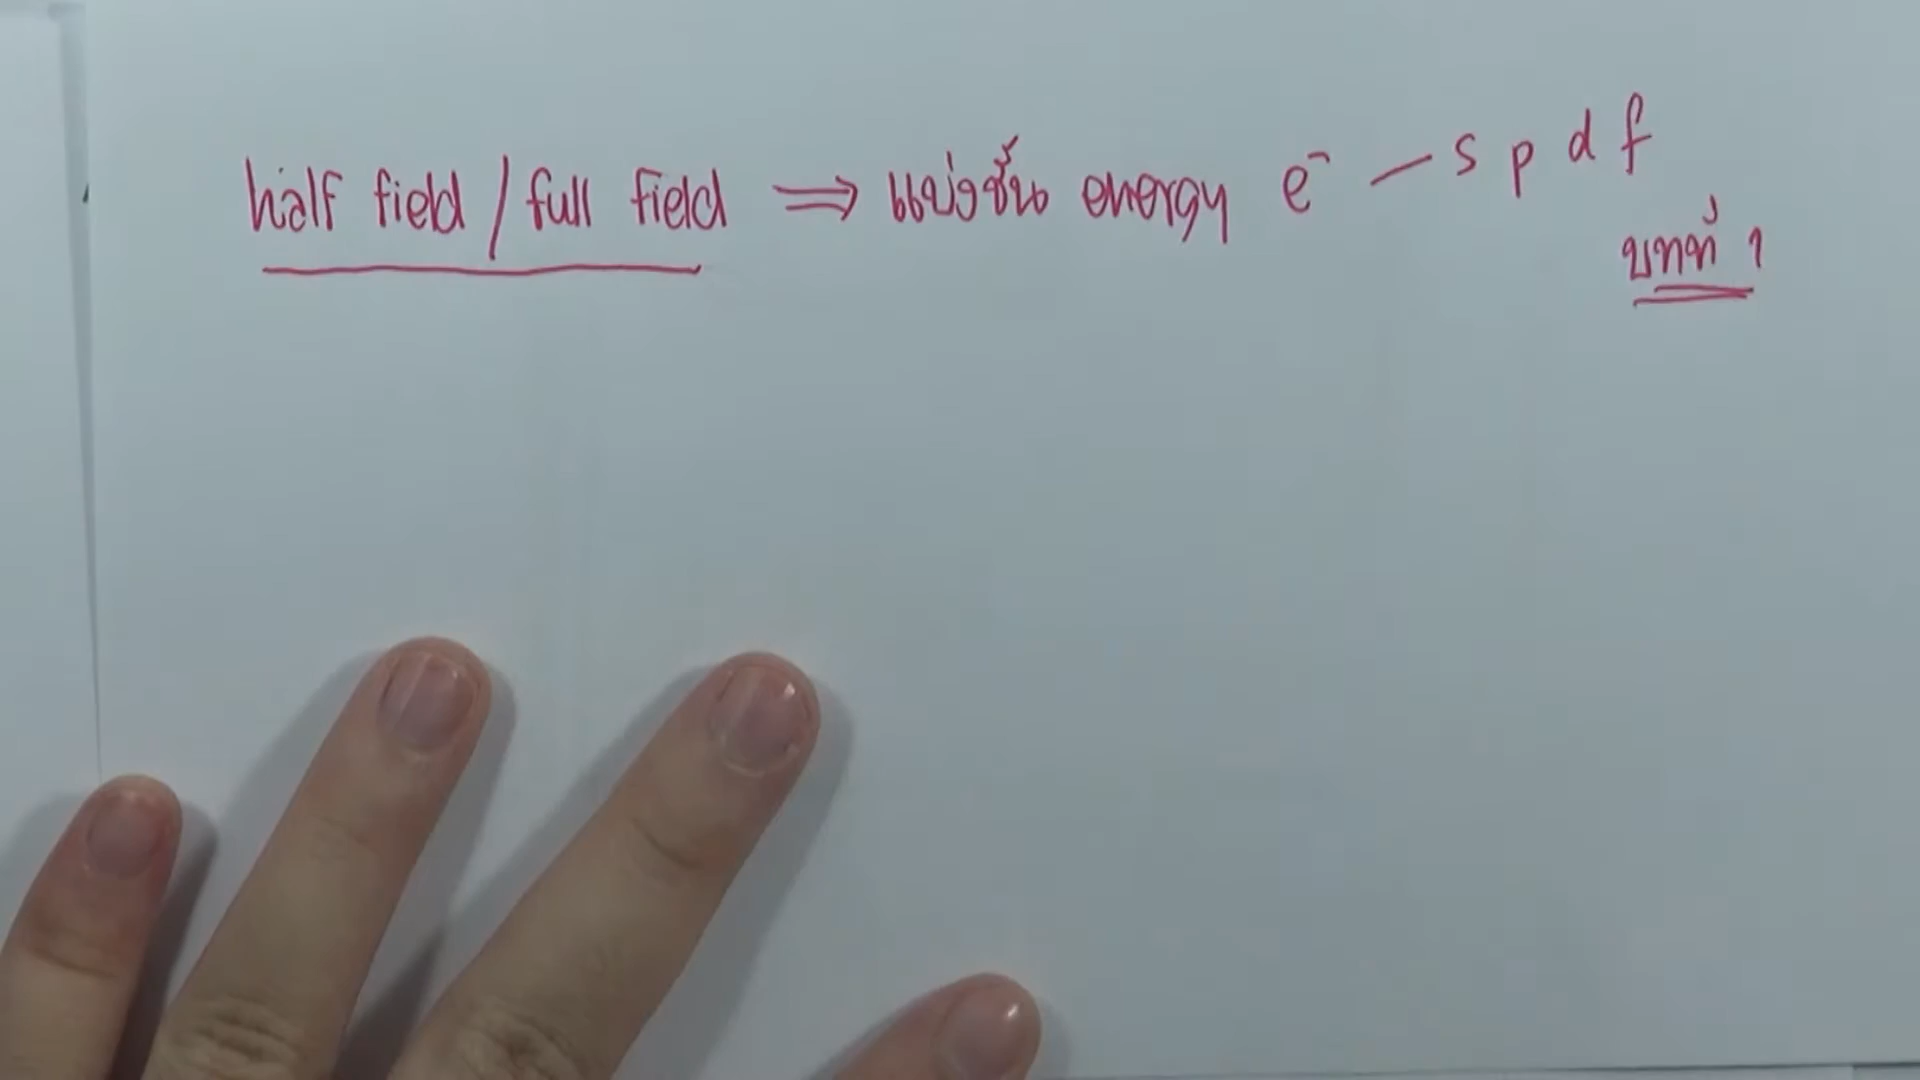 half field / full field ⇒ แบ่งชั้น energy e⁻ — s p d f
บทที่ 1